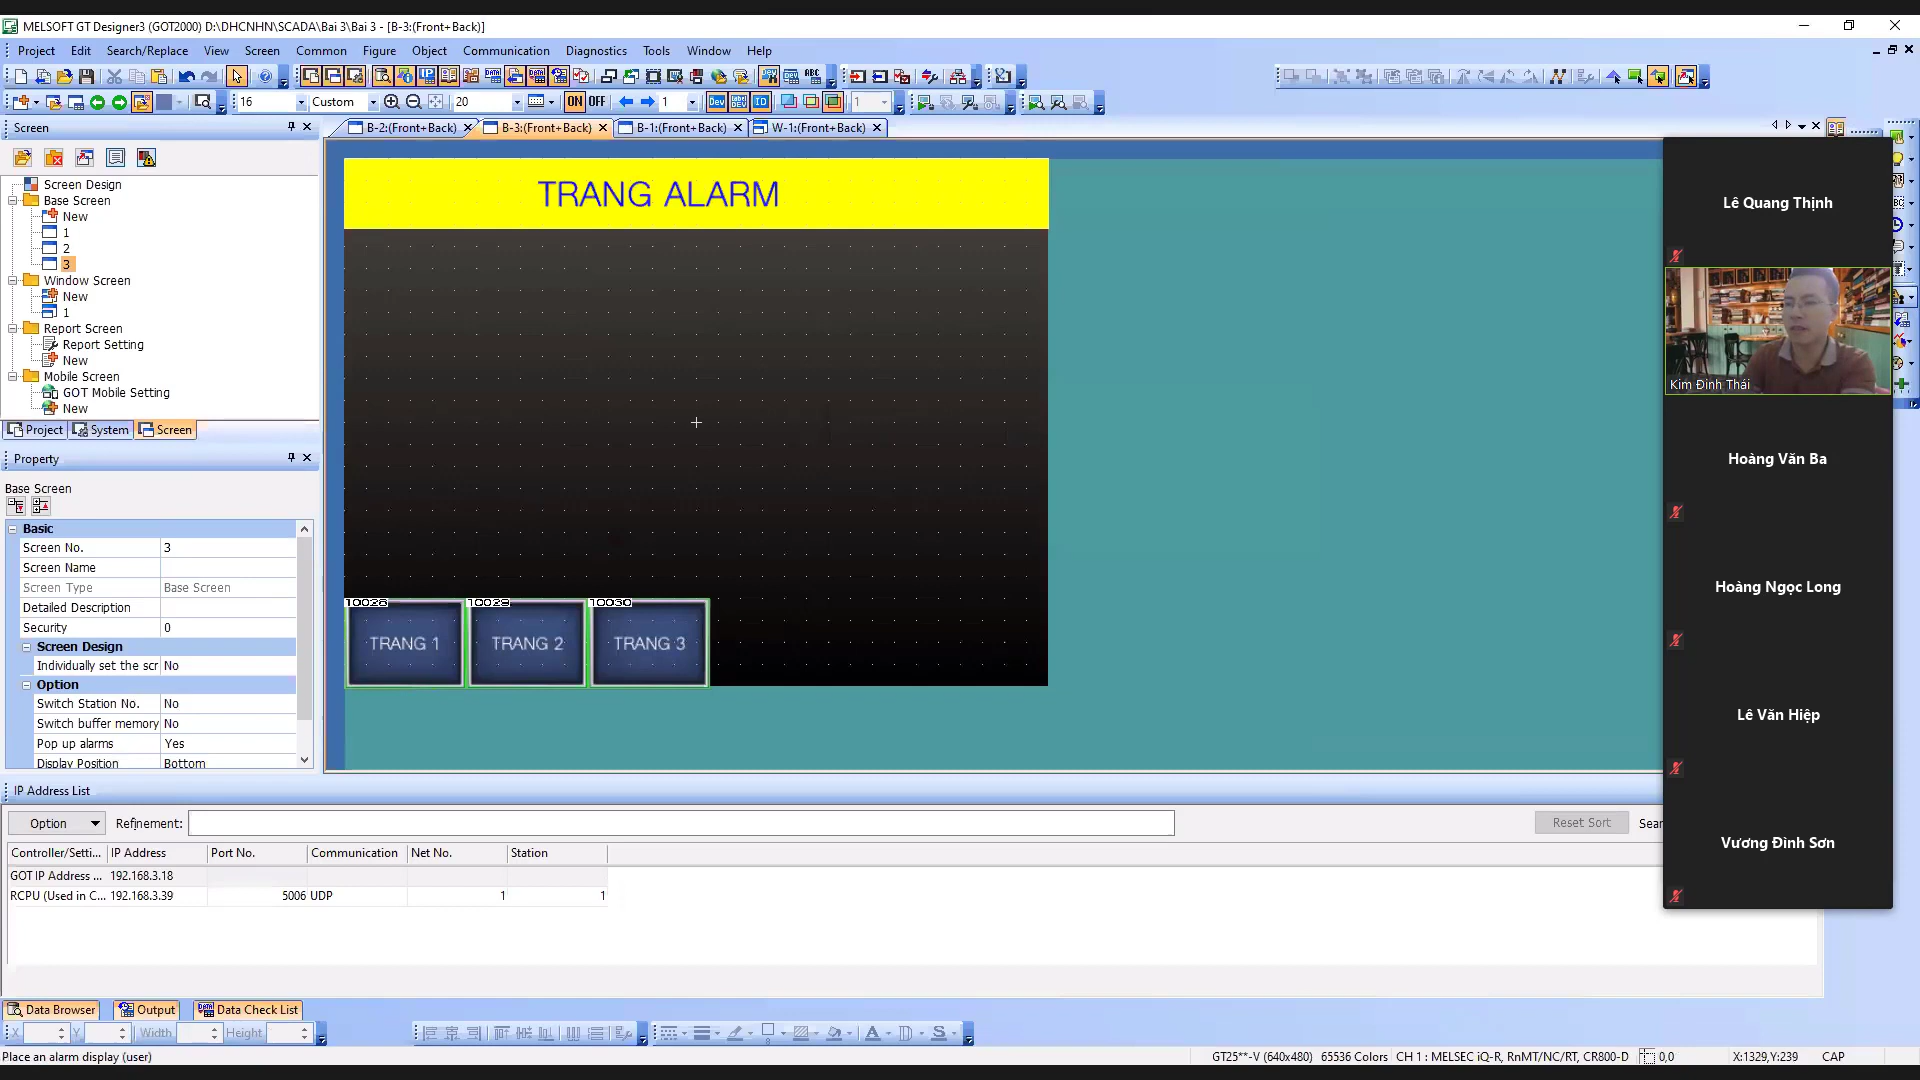 MELSOFT GT Designer3 (GOT2000) D:\DHCNHN\SCADA\Bai 3\Bai 3 - [B-3:(Front+Back)]
Project Edit Search/Replace View Screen Common Figure Object Communication Diagnostics Tools Window Help
16 Custom 20 ON OFF 1 Dev ID 1
Screen
B-2:(Front+Back) B-3:(Front+Back) B-1:(Front+Back) W-1:(Front+Back)
Screen Design
Base Screen
New
1
2
3
Window Screen
New
1
Report Screen
Report Setting
New
Mobile Screen
GOT Mobile Setting
New
Project System Screen
Property
Base Screen
Basic
Screen No. 3
Screen Name
Screen Type Base Screen
Detailed Description
Security 0
Screen Design
Individually set the scr No
Option
Switch Station No. No
Switch buffer memory No
Pop up alarms Yes
Display Position Bottom
TRANG ALARM
10028 10029 10030
TRANG 1 TRANG 2 TRANG 3
Lê Quang Thịnh
Kim Đình Thái
Hoàng Văn Ba
Hoàng Ngọc Long
Lê Văn Hiệp
Vương Đình Sơn
IP Address List
Option Refinement: Reset Sort Sear
Controller/Setti... IP Address Port No. Communication Net No. Station
GOT IP Address ... 192.168.3.18
RCPU (Used in C... 192.168.3.39 5006 UDP 1 1
Data Browser Output Data Check List
X Y Width Height
Place an alarm display (user) GT25**-V (640x480) 65536 Colors CH 1 : MELSEC iQ-R, RnMT/NC/RT, CR800-D 0,0 X:1329,Y:239 CAP